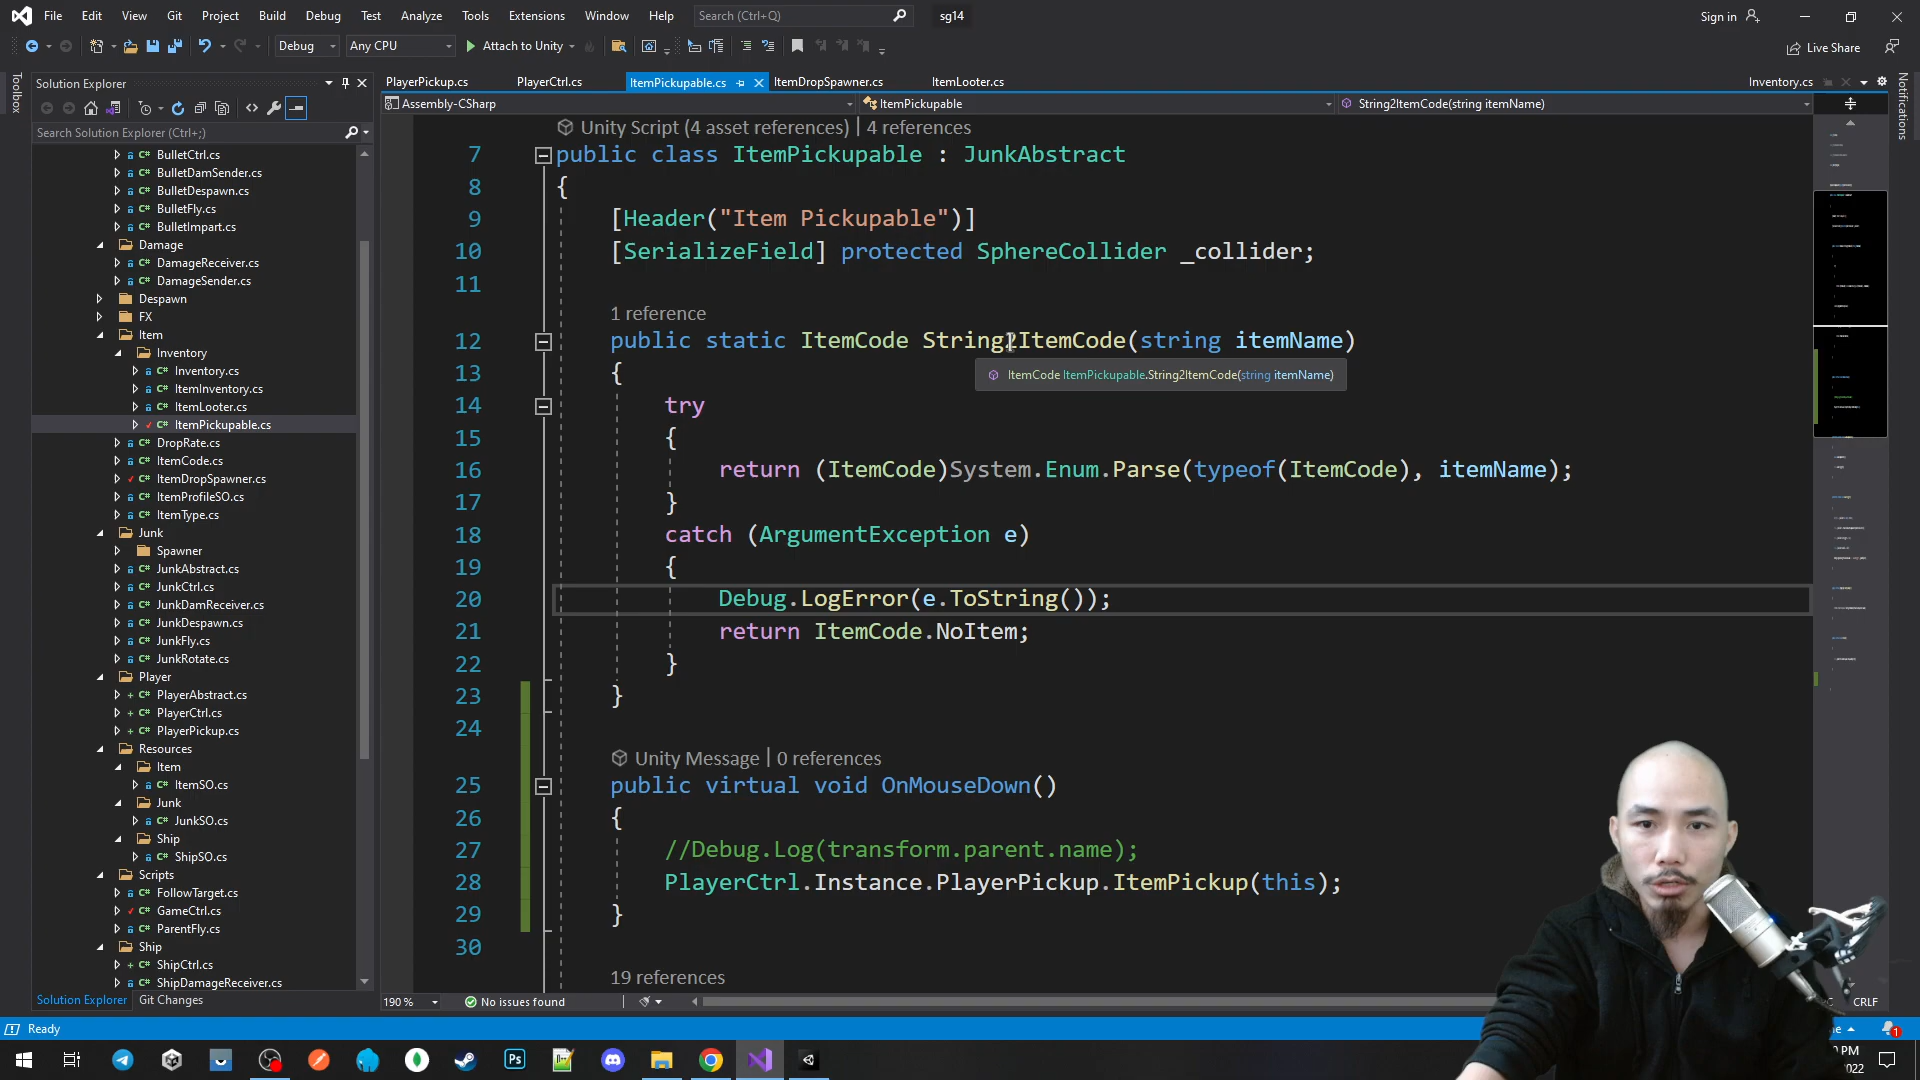 File Edit View Git Project Build Debug Test Analyze Tools Extensions Window Help Search (Ctrl+Q) sg14 Sign in
Debug Any CPU Attach to Unity Live Share
Toolbox
Solution Explorer
Search Solution Explorer (Ctrl+;)
BulletCtrl.cs
BulletDamSender.cs
BulletDespawn.cs
BulletFly.cs
BulletImpart.cs
Damage
DamageReceiver.cs
DamageSender.cs
Despawn
FX
Item
Inventory
Inventory.cs
ItemInventory.cs
ItemLooter.cs
ItemPickupable.cs
DropRate.cs
ItemCode.cs
ItemDropSpawner.cs
ItemProfileSO.cs
ItemType.cs
Junk
Spawner
JunkAbstract.cs
JunkCtrl.cs
JunkDamReceiver.cs
JunkDespawn.cs
JunkFly.cs
JunkRotate.cs
Player
PlayerAbstract.cs
PlayerCtrl.cs
PlayerPickup.cs
Resources
Item
ItemSO.cs
Junk
JunkSO.cs
Ship
ShipSO.cs
Scripts
FollowTarget.cs
GameCtrl.cs
ParentFly.cs
Ship
ShipCtrl.cs
ShipDamageReceiver.cs
Solution Explorer Git Changes
PlayerPickup.cs PlayerCtrl.cs ItemPickupable.cs ItemDropSpawner.cs ItemLooter.cs Inventory.cs
Assembly-CSharp ItemPickupable String2ItemCode(string itemName)
Unity Script (4 asset references) | 4 references
7 public class ItemPickupable : JunkAbstract
8 {
9 [Header("Item Pickupable")]
10 [SerializeField] protected SphereCollider _collider;
11
1 reference
12 public static ItemCode String2ItemCode(string itemName)
13 {
ItemCode ItemPickupable.String2ItemCode(string itemName)
14 try
15 {
16 return (ItemCode)System.Enum.Parse(typeof(ItemCode), itemName);
17 }
18 catch (ArgumentException e)
19 {
20 Debug.LogError(e.ToString());
21 return ItemCode.NoItem;
22 }
23 }
24
Unity Message | 0 references
25 public virtual void OnMouseDown()
26 {
27 //Debug.Log(transform.parent.name);
28 PlayerCtrl.Instance.PlayerPickup.ItemPickup(this);
29 }
30
19 references
190 % No issues found CRLF
Notifications
Ready
1
Ps
PM